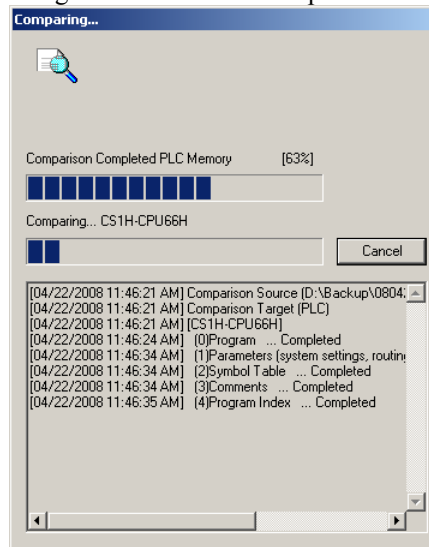 Comparing...
Comparison Completed PLC Memory [63%]
Comparing... CS1H-CPU66H
Cancel
[04/22/2008 11:46:21 AM] Comparison Source (D:\Backup\0804
[04/22/2008 11:46:21 AM] Comparison Target (PLC)
[04/22/2008 11:46:21 AM] [CS1H-CPU66H]
[04/22/2008 11:46:24 AM] (0)Program ... Completed
[04/22/2008 11:46:34 AM] (1)Parameters (system settings, routing
[04/22/2008 11:46:34 AM] (2)Symbol Table ... Completed
[04/22/2008 11:46:34 AM] (3)Comments ... Completed
[04/22/2008 11:46:35 AM] (4)Program Index ... Completed